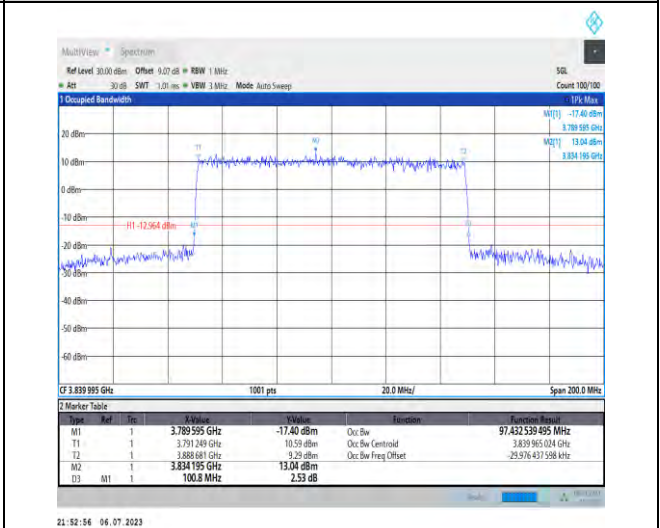 MultiView Spectrum
Ref Level 30.00 dBm Offset 9.07 dB RBW 1 MHz SGL
Att 30 dB SWT 1.01 ms VBW 3 MHz Mode Auto Sweep Count 100/100
1 Occupied Bandwidth 1Pk Max
M1[1] -17.40 dBm
3.789 595 GHz
20 dBm M2[1] 13.04 dBm
3.834 195 GHz
T1 M2 T2
10 dBm
0 dBm
-10 dBm
H1 -12.964 dBm M1
-20 dBm
-30 dBm
-40 dBm
-50 dBm
-60 dBm
CF 3.839 995 GHz 1001 pts 20.0 MHz/ Span 200.0 MHz
2 Marker Table
Type Ref Trc X-Value Y-Value Function Function Result
M1 1 3.789 595 GHz -17.40 dBm Occ Bw 97.432 539 495 MHz
T1 1 3.791 249 GHz 10.59 dBm Occ Bw Centroid 3.839 965 024 GHz
T2 1 3.888 681 GHz 9.29 dBm Occ Bw Freq Offset -29.976 437 598 kHz
M2 1 3.834 195 GHz 13.04 dBm
D3 M1 1 100.8 MHz 2.53 dB
21:52:56 06.07.2023